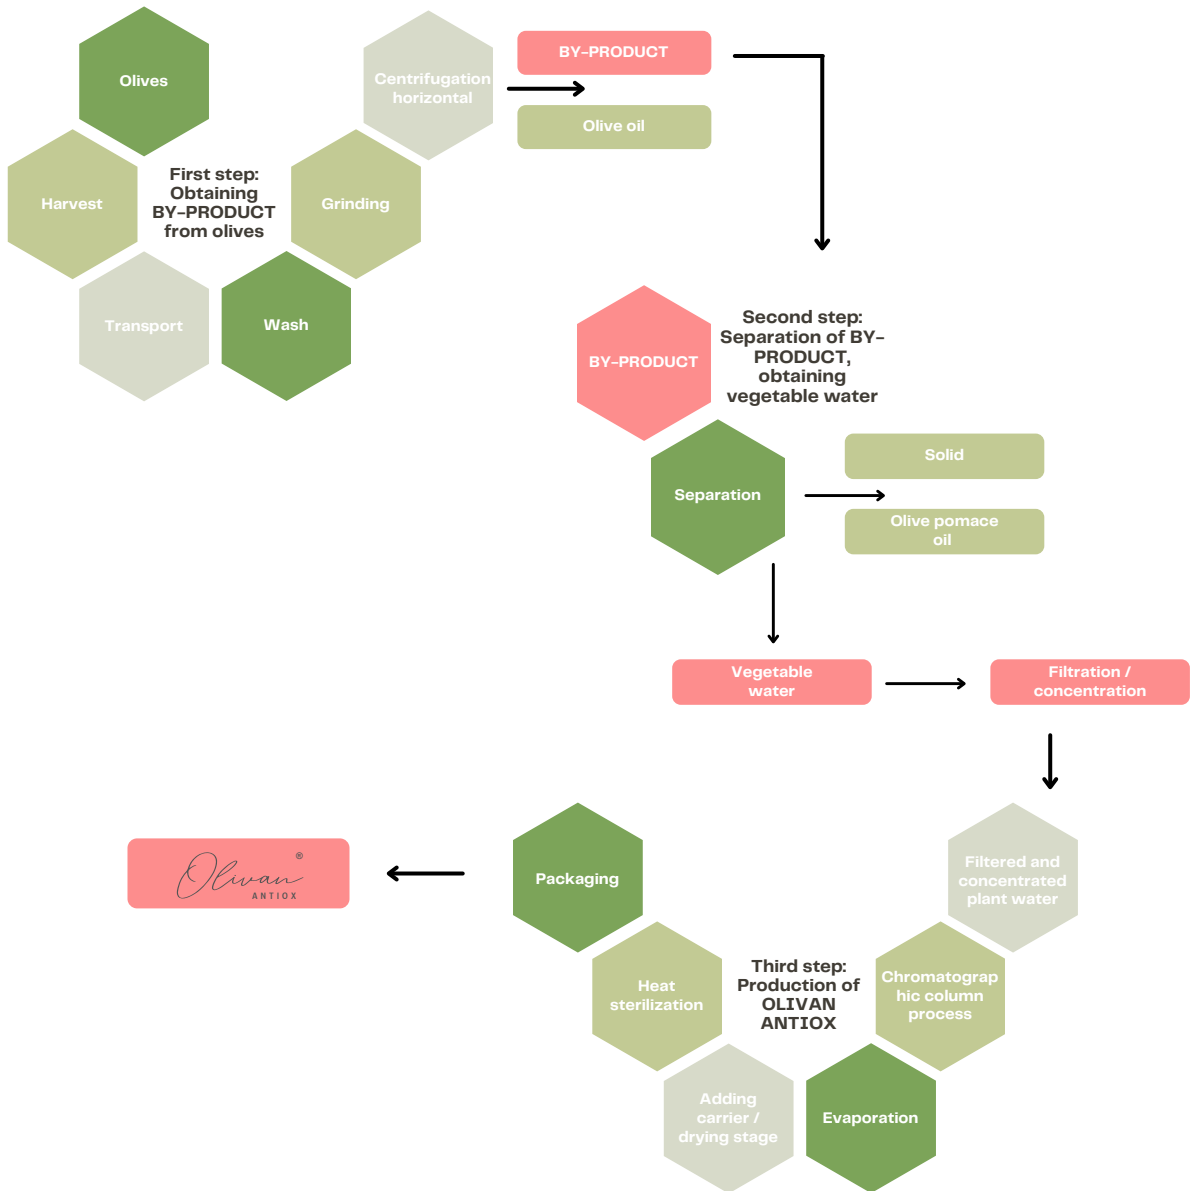 Olives
Harvest
Transport
Wash
Grinding
Centrifugation
horizontal
First step:
Obtaining
BY-PRODUCT
from olives
BY-PRODUCT
Olive oil
BY-PRODUCT
Second step:
Separation of BY-
PRODUCT,
obtaining
vegetable water
Separation
Solid
Olive pomace
oil
Vegetable
water
Filtration /
concentration
Filtered and
concentrated
plant water
Chromatograp
hic column
process
Evaporation
Adding
carrier /
drying stage
Heat
sterilization
Packaging
Third step:
Production of
OLIVAN
ANTIOX
Olivan ®
ANTIOX